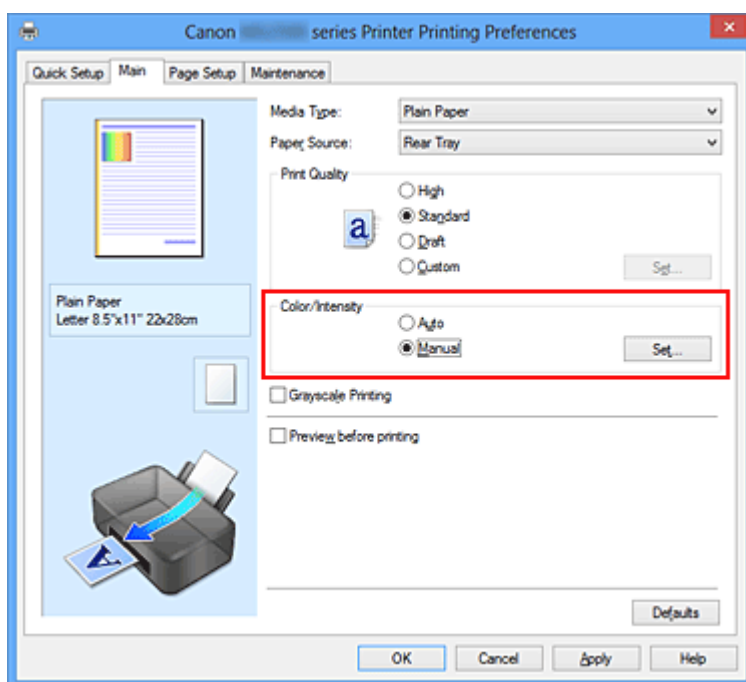 Canon series Printer Printing Preferences
Quick Setup Main Page Setup Maintenance
Media Type: Plain Paper
Paper Source: Rear Tray
Print Quality
High
a Standard
Draft
Custom Set...
Plain Paper
Letter 8.5"x11" 22x28cm
Color/Intensity
Auto
Manual Set...
Grayscale Printing
Preview before printing
A
Defaults
OK Cancel Apply Help